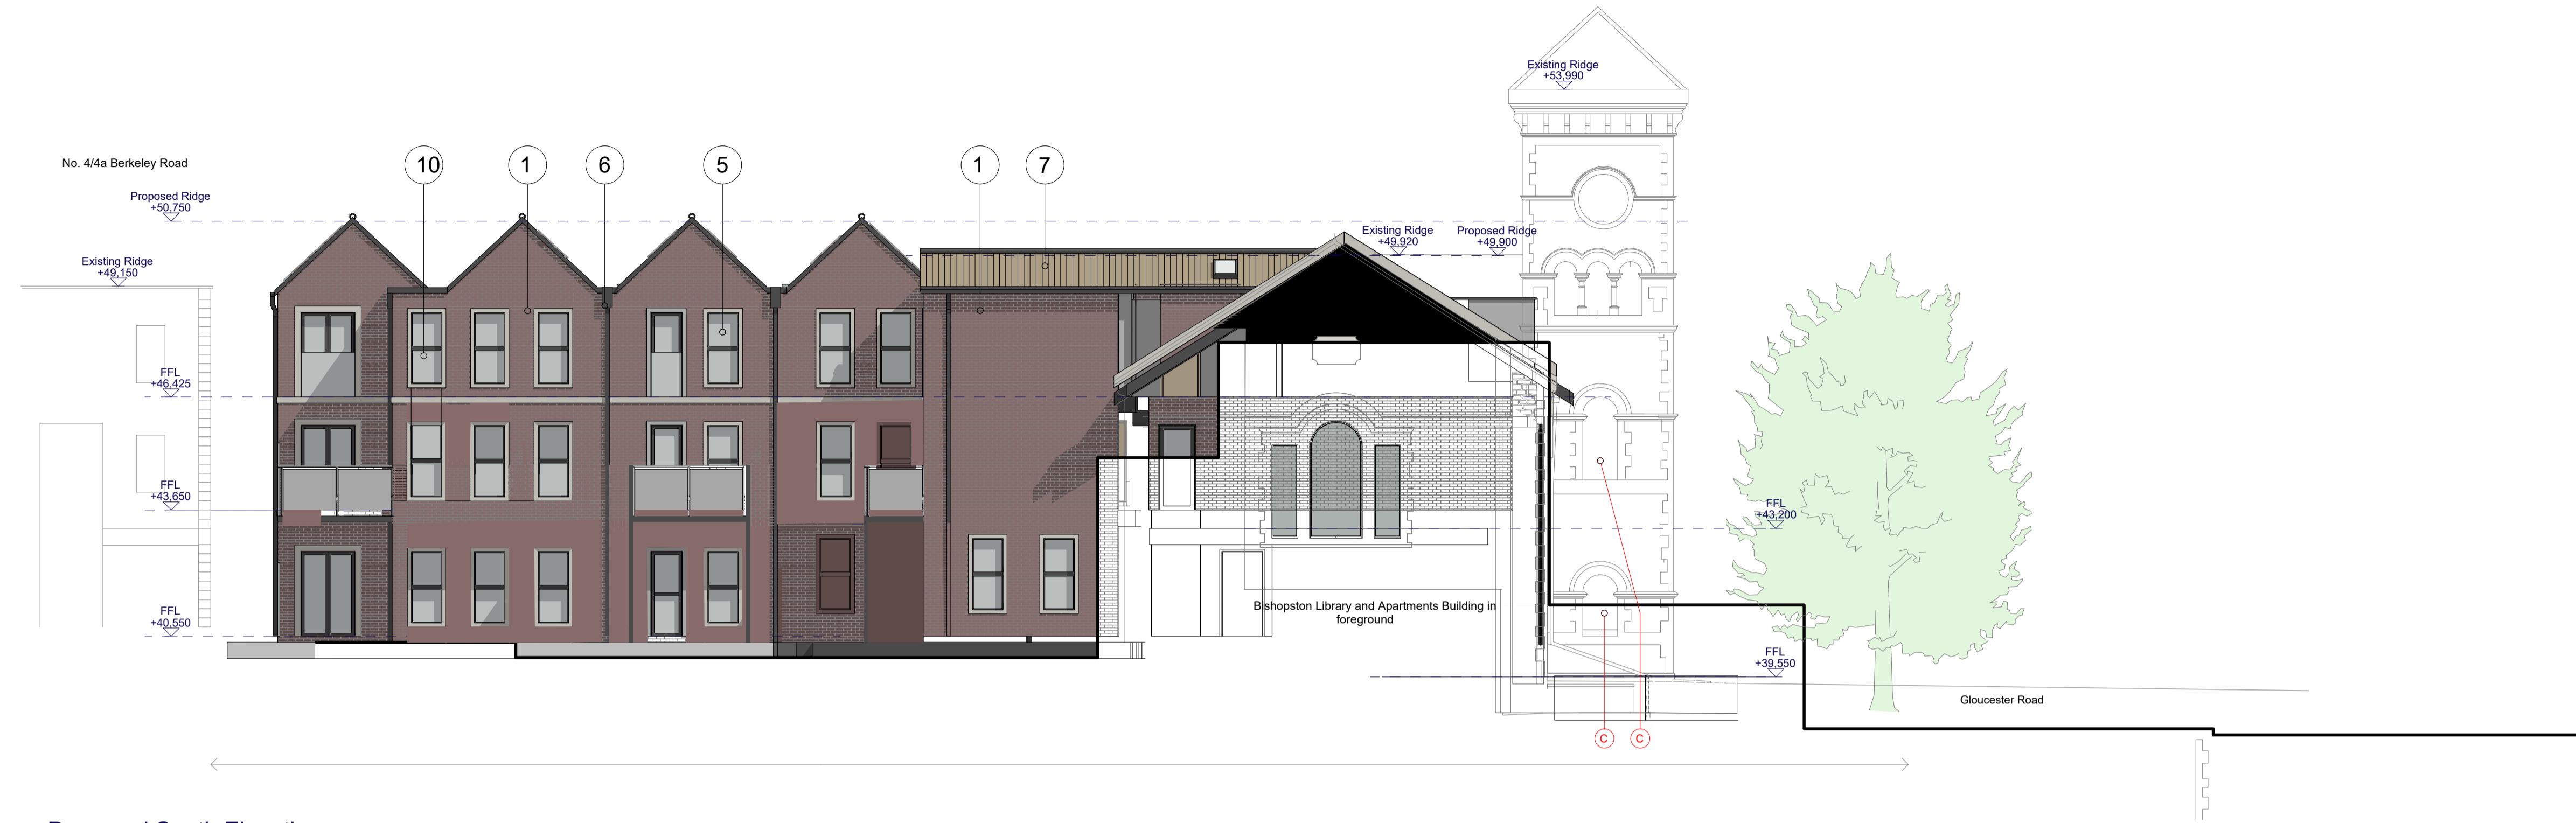 Existing Ridge
+53,990
No. 4/4a Berkeley Road
10
1
6
5
1
7
Proposed Ridge
+50,750
Existing Ridge
+49,920
Proposed Ridge
+49,900
Existing Ridge
+49,150
FFL
+46,425
FFL
+43,650
FFL
+43,200
FFL
+40,550
Bishopston Library and Apartments Building in
foreground
FFL
+39,550
Gloucester Road
C
C